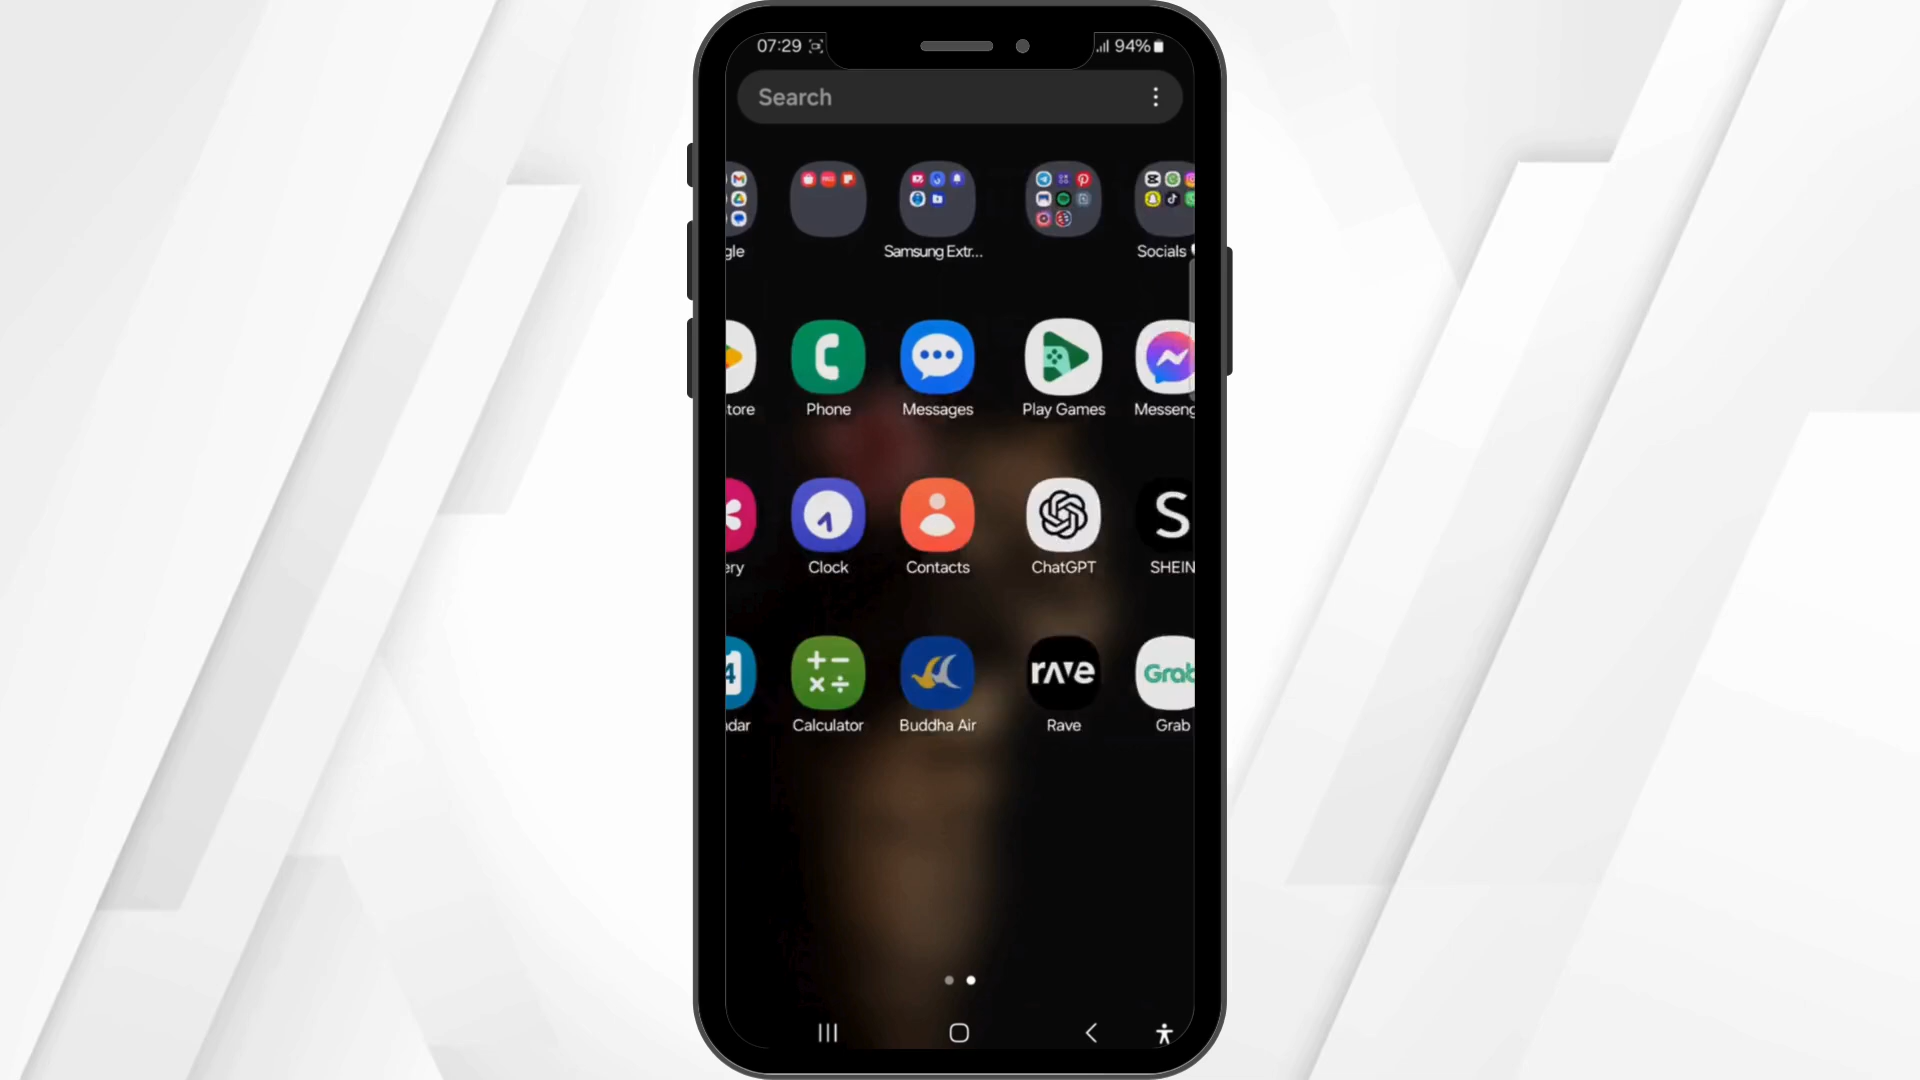 07:29 94%
Search
gle Samsung Extr... Socials
tore Phone Messages Play Games Messeng
ery Clock Contacts ChatGPT SHEIN
4 rave Grab
dar Calculator Buddha Air Rave Grab